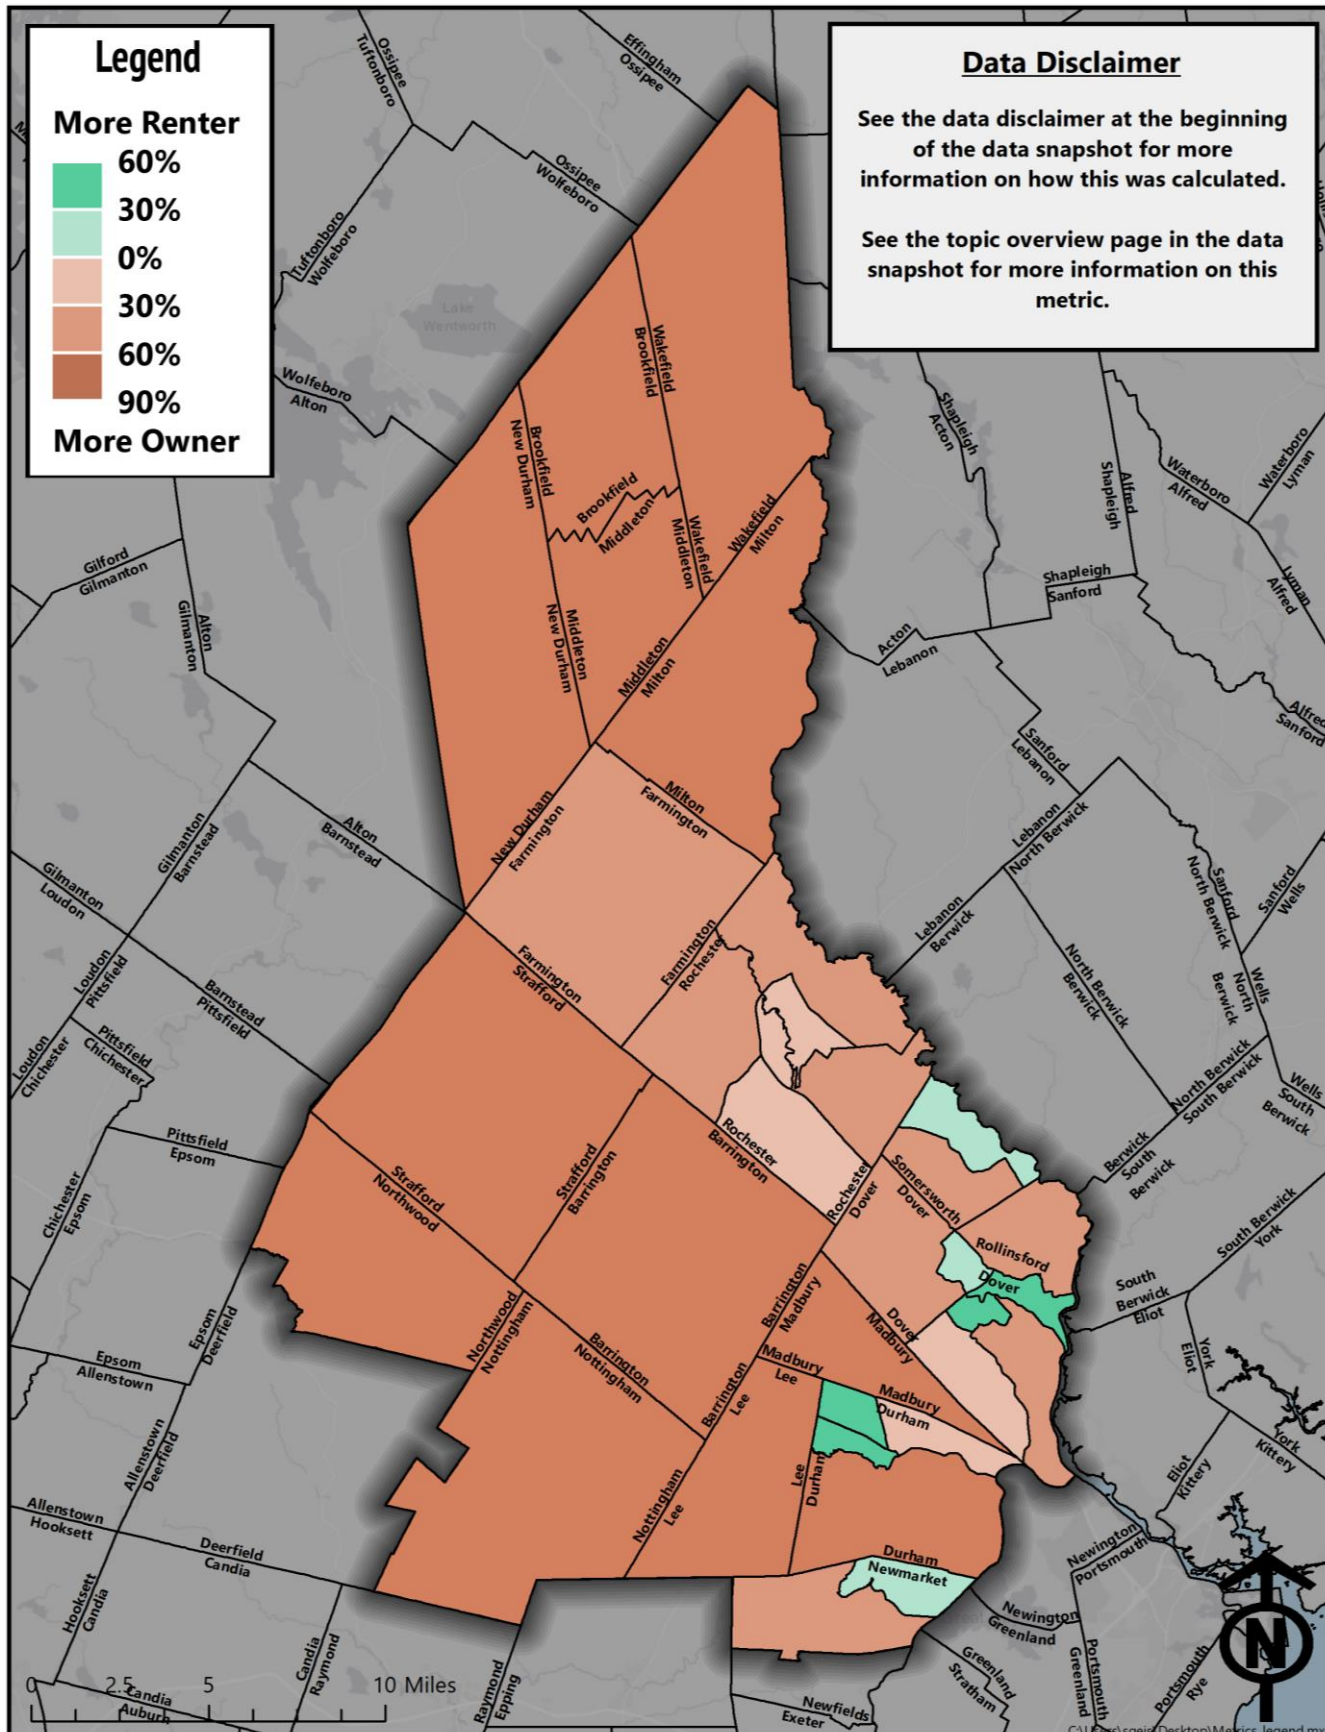 Legend
More Renter
60%
30%
0%
30%
60%
90%
More Owner
Data Disclaimer
See the data disclaimer at the beginning
of the data snapshot for more
information on how this was calculated.
See the topic overview page in the data
snapshot for more information on this
metric.
Ossipee
Tuftonboro
Effingham
Ossipee
Ossipee
Wolfeboro
Tuftonboro
Wolfeboro
Lake
Wentworth
Wolfeboro
Alton
Wakefield
Brookfield
Brookfield
New Durham
Brookfield
Middleton
Wakefield
Middleton
Wakefield
Milton
Shapleigh
Acton
Alfred
Shapleigh
Waterboro
Alfred
Waterboro
Lyman
Lyman
Alfred
Gilford
Gilmanton
Alton
Gilmanton
Shapleigh
Sanford
Acton
Lebanon
Middleton
New Durham
Middleton
Milton
Alfred
Sanford
Sanford
Lebanon
Milton
Farmington
New Durham
Farmington
Alton
Barnstead
Gilmanton
Barnstead
Gilmanton
Loudon
Lebanon
North Berwick
Sanford
North Berwick
Sanford
Wells
Lebanon
Berwick
Farmington
Rochester
Farmington
Strafford
Loudon
Pittsfield
Barnstead
Pittsfield
North Berwick
Berwick
Wells
North
Berwick
Loudon
Chichester
Pittsfield
Chichester
North Berwick
South Berwick
Wells
South
Berwick
Pittsfield
Epsom
Rochester
Barrington
Strafford
Barrington
Strafford
Northwood
Rochester
Dover
Somersworth
Dover
Berwick
South
Berwick
Chichester
Epsom
South Berwick
York
Rollinsford
Dover
South
Berwick
Eliot
Barrington
Madbury
Dover
Madbury
Epsom
Deerfield
Northwood
Nottingham
Barrington
Nottingham
York
Eliot
Epsom
Allenstown
Madbury
Lee
Madbury
Durham
Barrington
Lee
York
Kittery
Eliot
Kittery
Allenstown
Deerfield
Lee
Durham
Nottingham
Lee
Allenstown
Hooksett
Deerfield
Candia
Newington
Portsmouth
Durham
Newmarket
Hooksett
Candia
Newington
Greenland
Candia
Raymond
Raymond
Epping
Greenland
Stratham
Portsmouth
Greenland
Portsmouth
Rye
N
0 2.5 5 10 Miles
Candia
Auburn
Newfields
Exeter